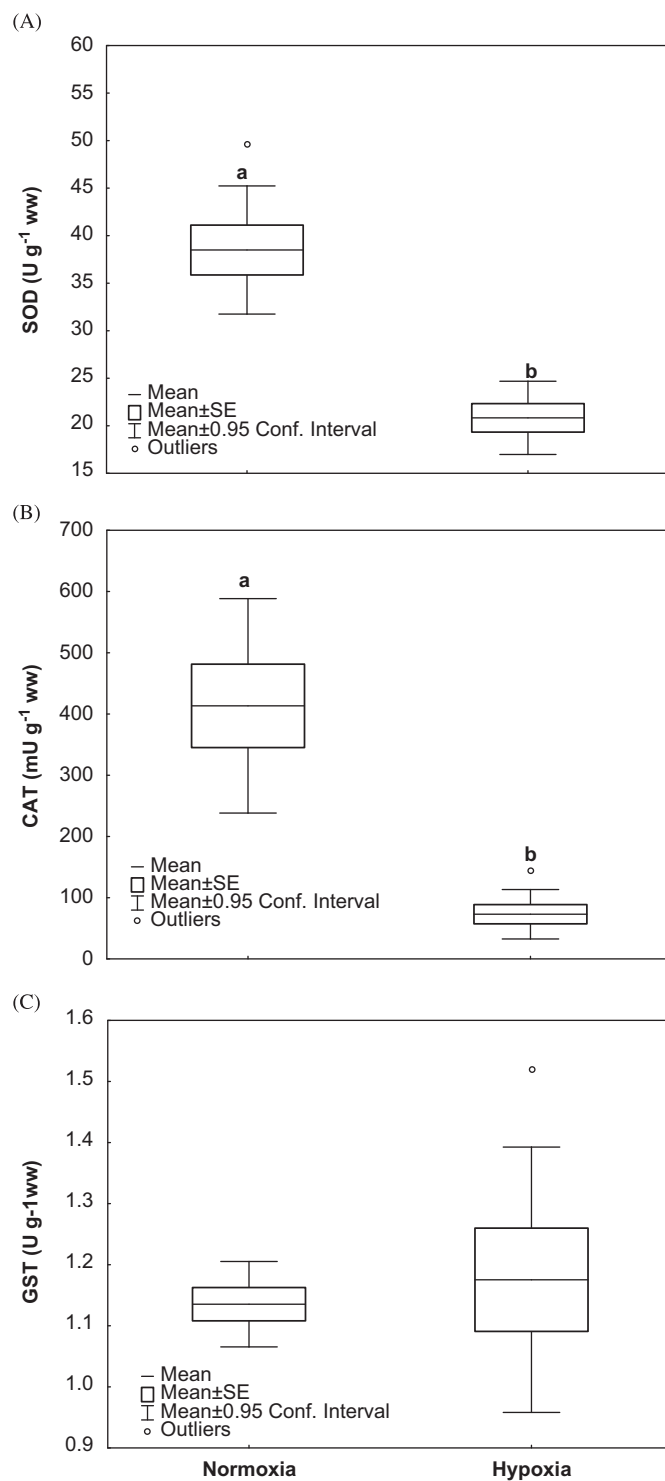 (A)
60
55
50
45
40
35
30
25
20
15
SOD (U g⁻¹ ww)
a
b
Mean
Mean±SE
Mean±0.95 Conf. Interval
Outliers
(B)
700
600
500
400
300
200
100
0
CAT (mU g⁻¹ ww)
a
b
Mean
Mean±SE
Mean±0.95 Conf. Interval
Outliers
(C)
1.6
1.5
1.4
1.3
1.2
1.1
1.0
0.9
GST (U g-1ww)
Mean
Mean±SE
Mean±0.95 Conf. Interval
Outliers
Normoxia Hypoxia